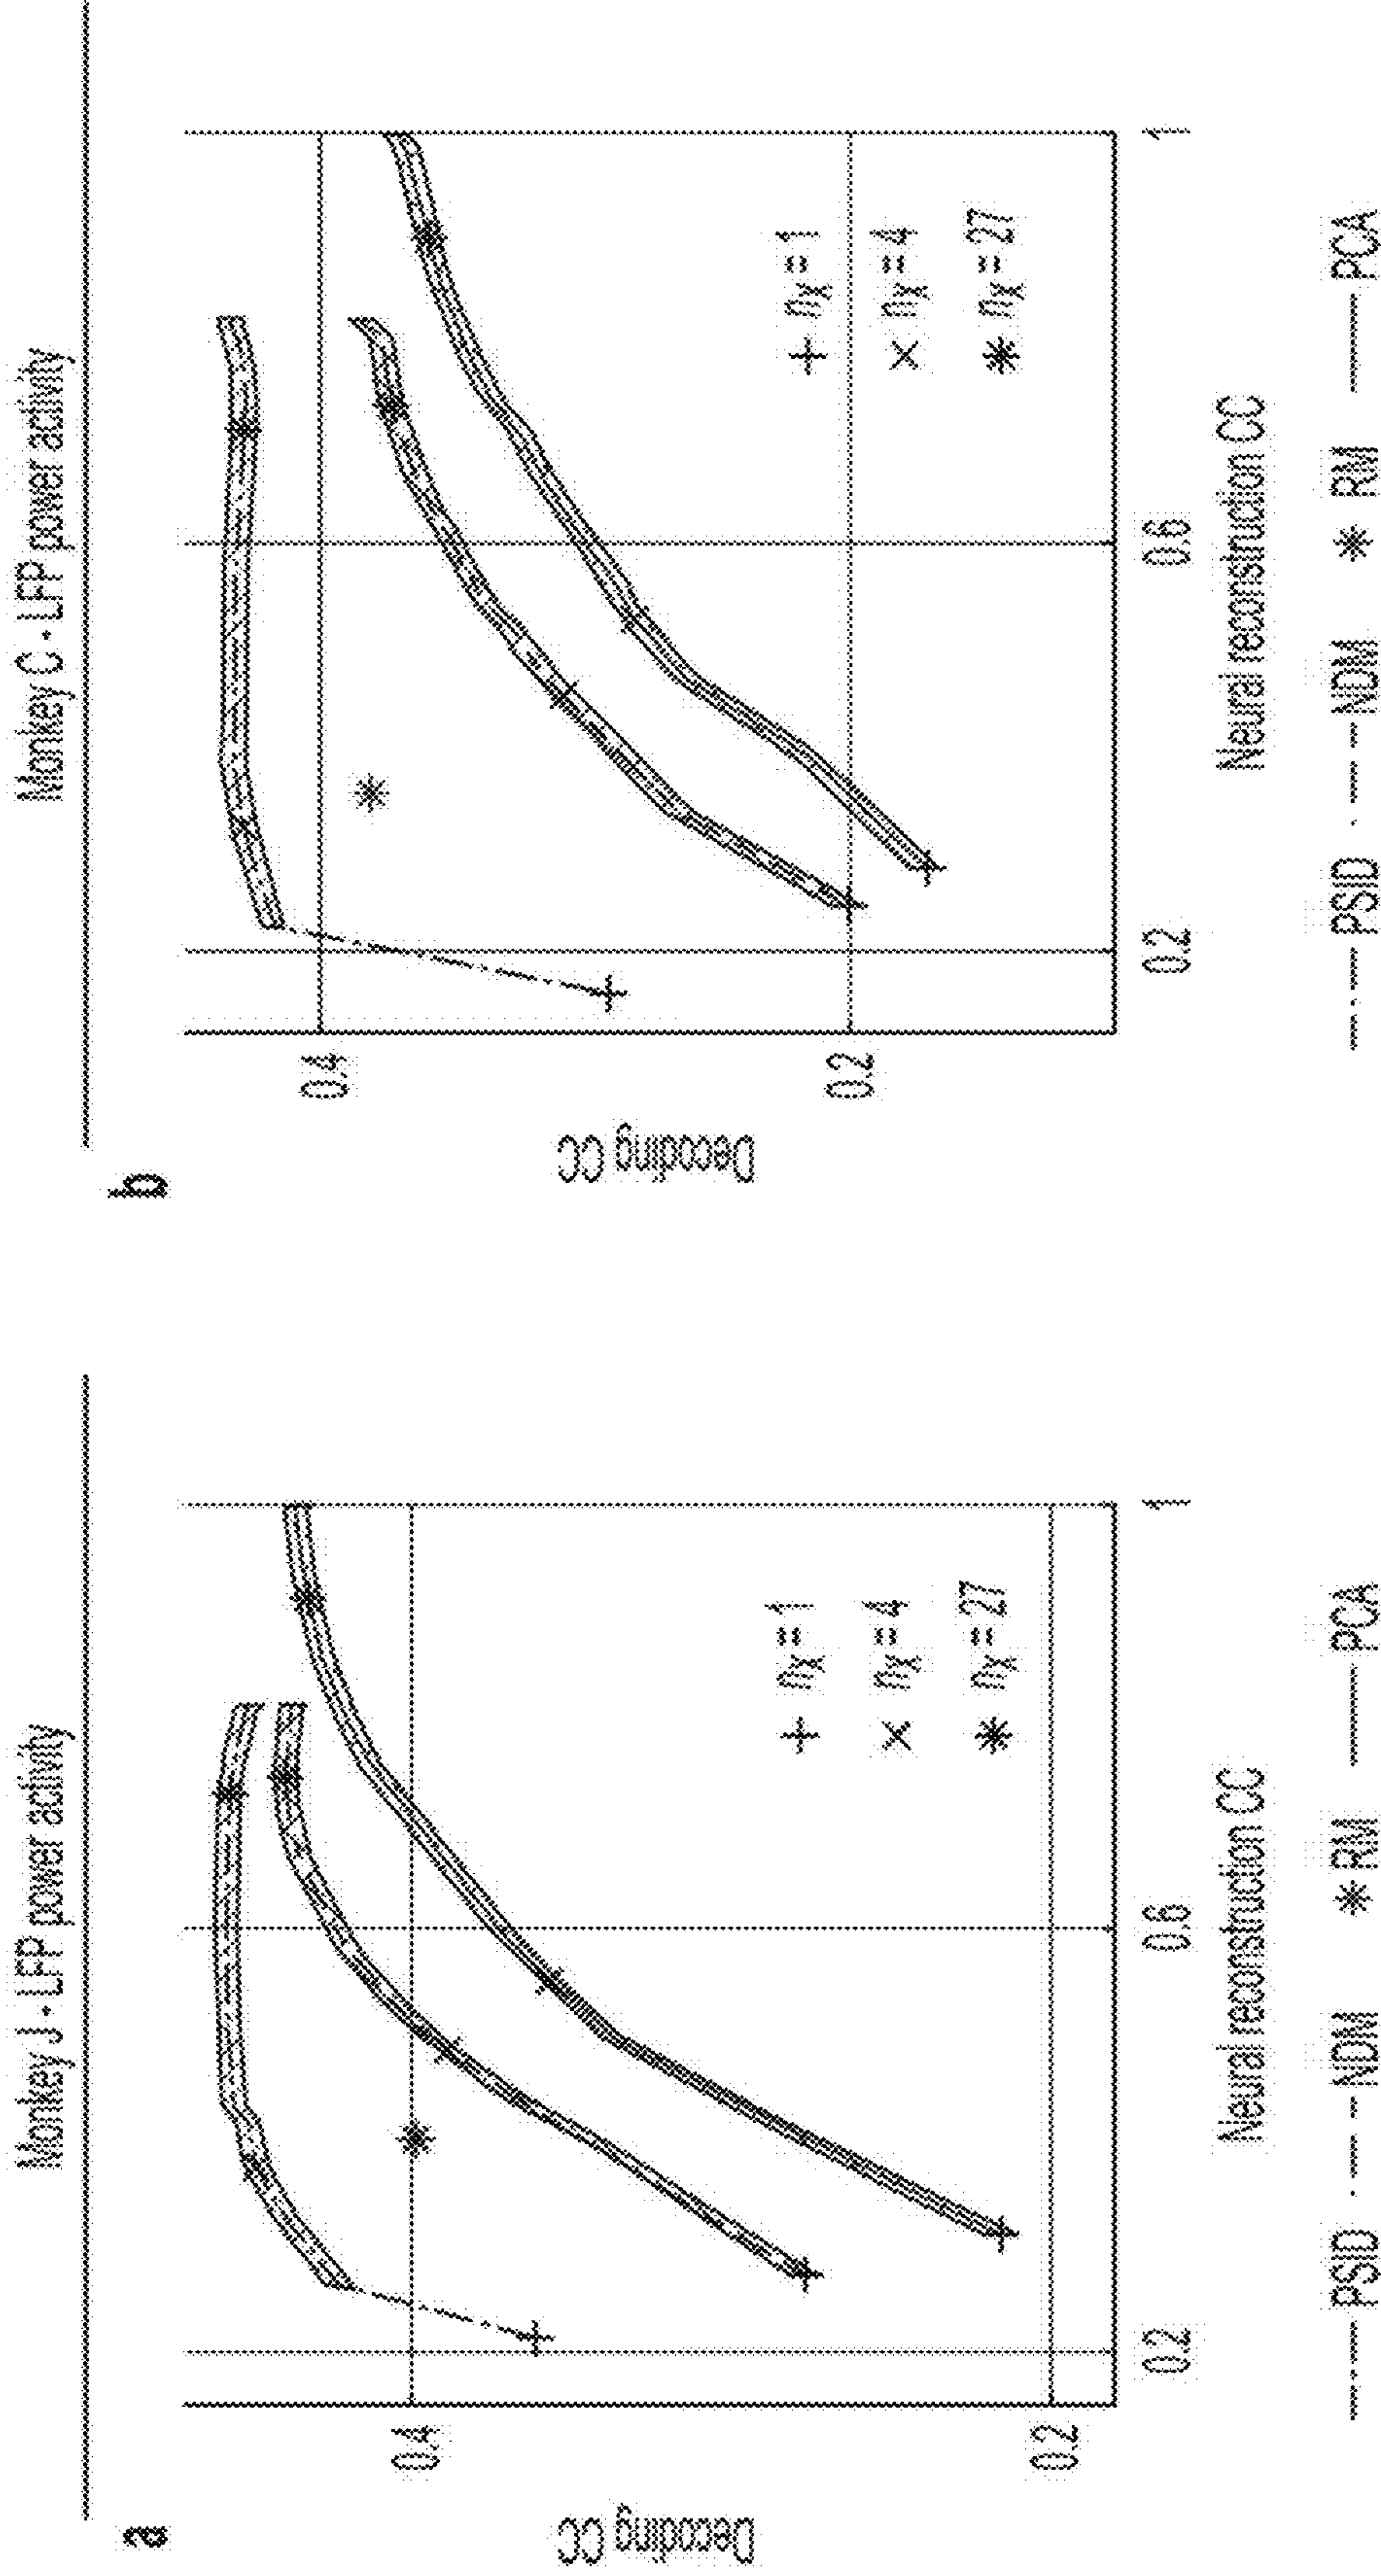 a
Monkey J - LFP power activity
Decoding CC
0.4
0.2
nx = 1
nx = 4
nx = 27
0.2
0.6
1
Neural reconstruction CC
PSID
NDM
RM
PCA
b
Monkey C - LFP power activity
Decoding CC
0.4
0.2
nx = 1
nx = 4
nx = 27
0.2
0.6
1
Neural reconstruction CC
PSID
NDM
RM
PCA